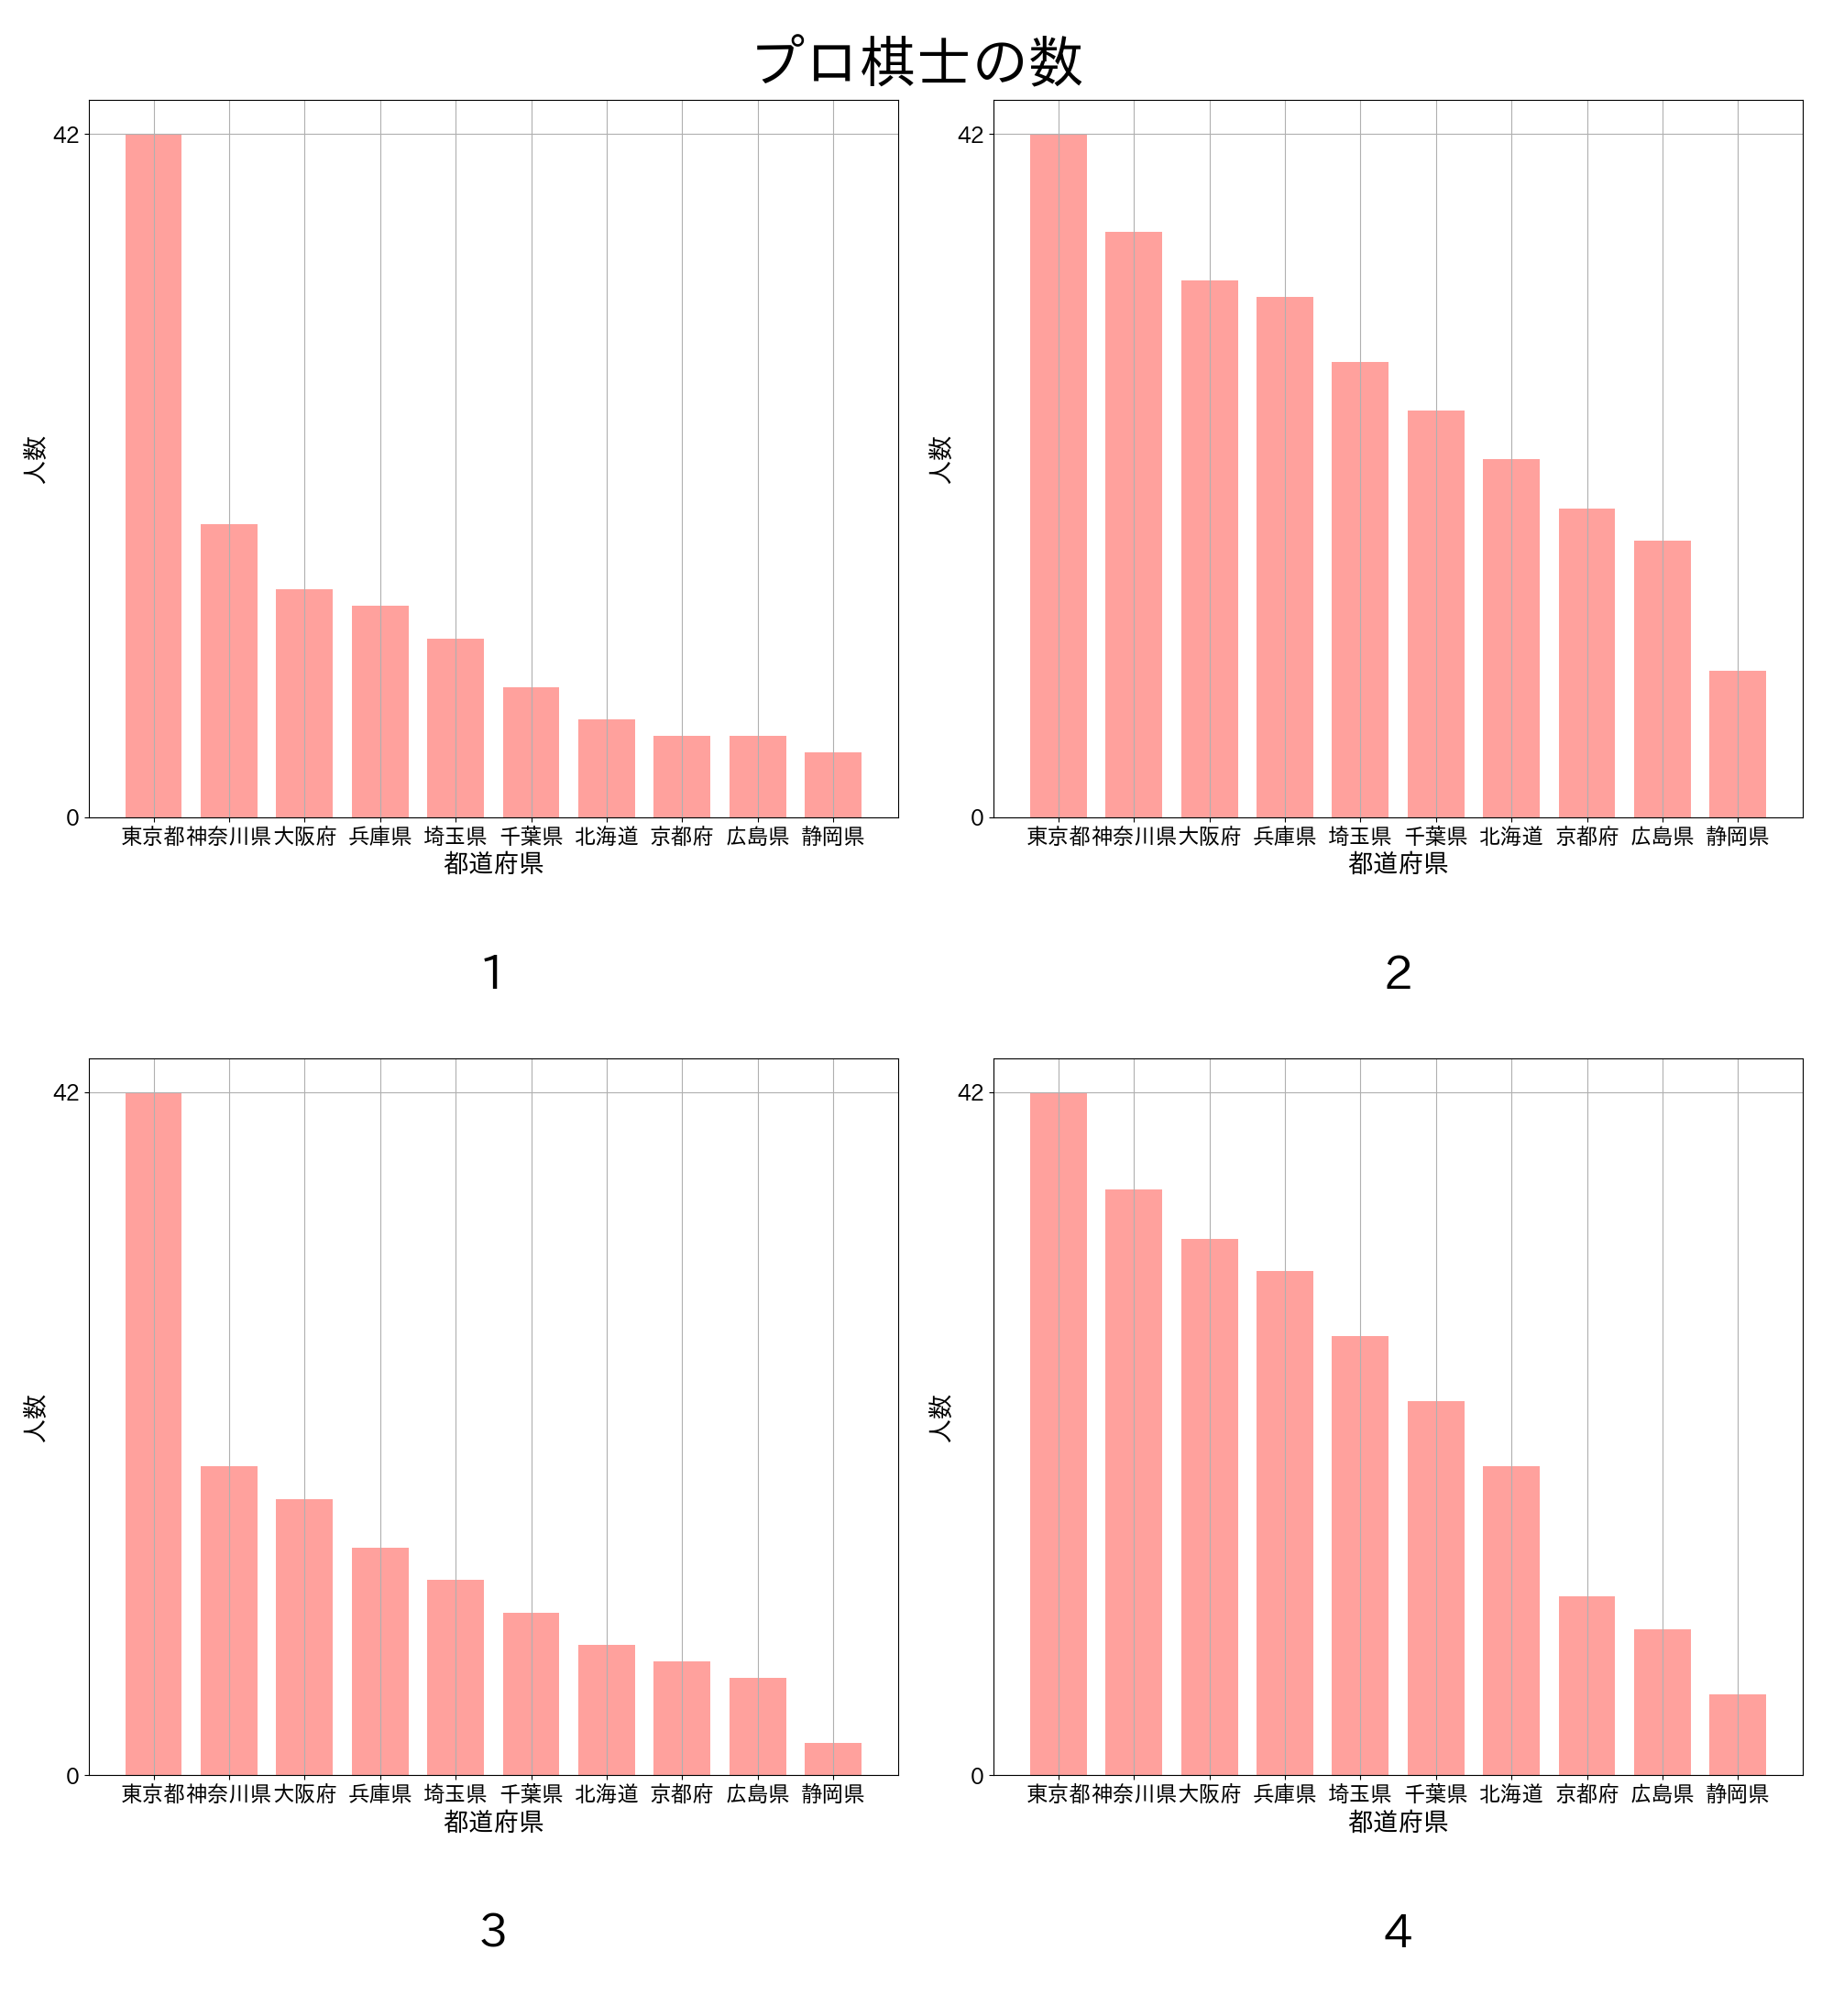 プロ棋士の数
42
0
人数
東京都 神奈川県 大阪府 兵庫県 埼玉県 千葉県 北海道 京都府 広島県 静岡県
都道府県
1
42
0
人数
東京都 神奈川県 大阪府 兵庫県 埼玉県 千葉県 北海道 京都府 広島県 静岡県
都道府県
2
42
0
人数
東京都 神奈川県 大阪府 兵庫県 埼玉県 千葉県 北海道 京都府 広島県 静岡県
都道府県
3
42
0
人数
東京都 神奈川県 大阪府 兵庫県 埼玉県 千葉県 北海道 京都府 広島県 静岡県
都道府県
4